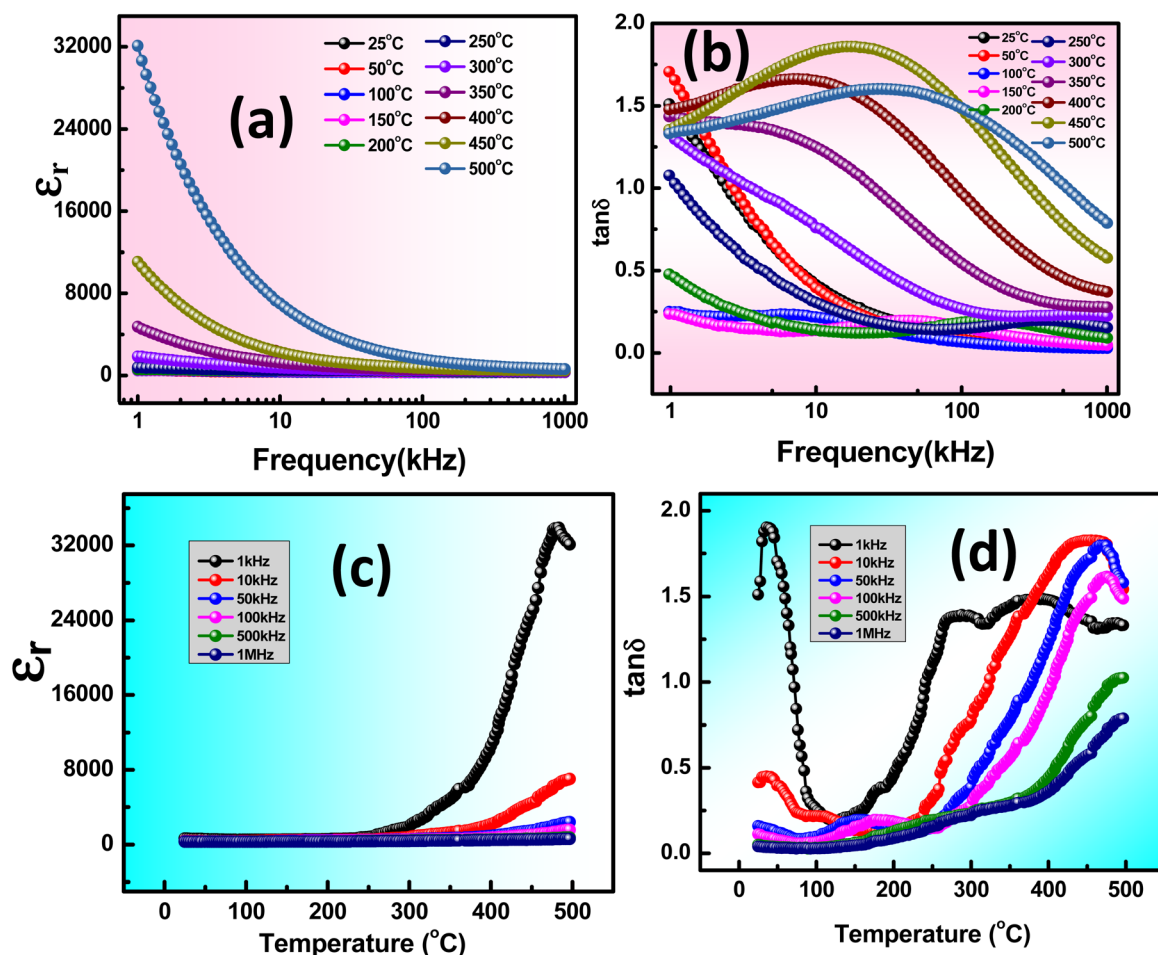 (a)
εr
32000
24000
16000
8000
0
25°C
50°C
100°C
150°C
200°C
250°C
300°C
350°C
400°C
450°C
500°C
1
10
100
1000
Frequency(kHz)
(b)
tanδ
2.0
1.5
1.0
0.5
0.0
25°C
50°C
100°C
150°C
200°C
250°C
300°C
350°C
400°C
450°C
500°C
1
10
100
1000
Frequency(kHz)
(c)
εr
32000
24000
16000
8000
0
1kHz
10kHz
50kHz
100kHz
500kHz
1MHz
0
100
200
300
400
500
Temperature (°C)
(d)
tanδ
2.0
1.5
1.0
0.5
0.0
1kHz
10kHz
50kHz
100kHz
500kHz
1MHz
0
100
200
300
400
500
Temperature (°C)